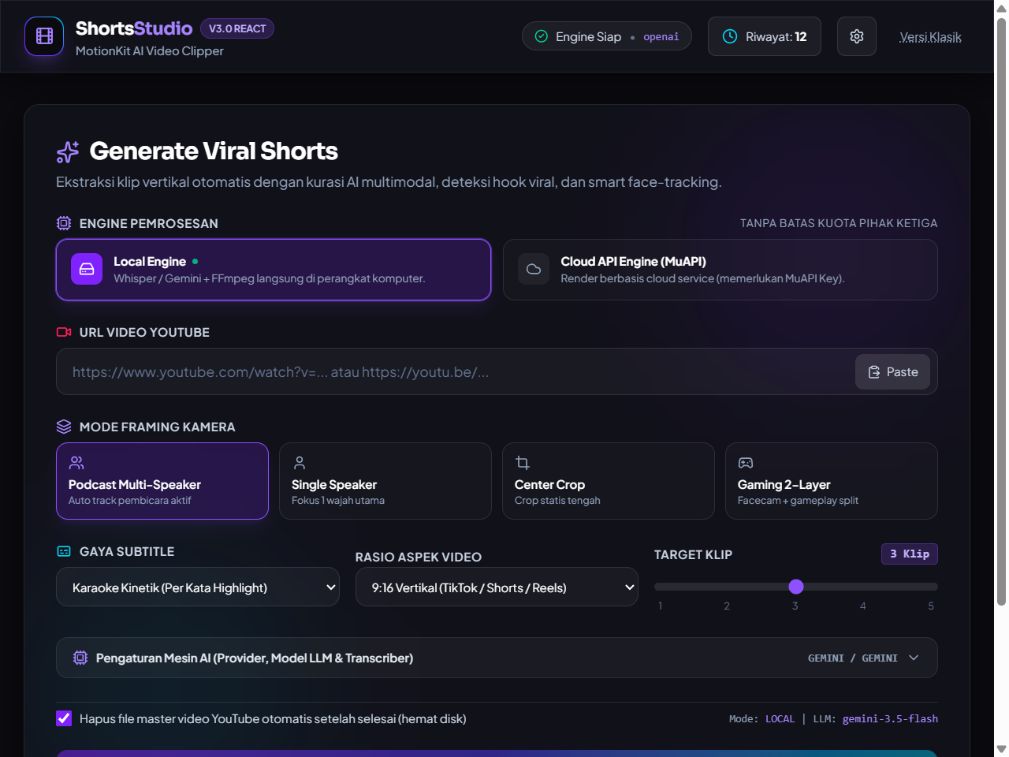 ShortsStudio V3.0 REACT
MotionKit AI Video Clipper
Engine Siap • openai
Riwayat: 12
Versi Klasik
Generate Viral Shorts
Ekstraksi klip vertikal otomatis dengan kurasi AI multimodal, deteksi hook viral, dan smart face-tracking.
ENGINE PEMROSESAN
TANPA BATAS KUOTA PIHAK KETIGA
Local Engine
Whisper / Gemini + FFmpeg langsung di perangkat komputer.
Cloud API Engine (MuAPI)
Render berbasis cloud service (memerlukan MuAPI Key).
URL VIDEO YOUTUBE
https://www.youtube.com/watch?v=... atau https://youtu.be/...
Paste
MODE FRAMING KAMERA
Podcast Multi-Speaker
Auto track pembicara aktif
Single Speaker
Fokus 1 wajah utama
Center Crop
Crop statis tengah
Gaming 2-Layer
Facecam + gameplay split
GAYA SUBTITLE
Karaoke Kinetik (Per Kata Highlight)
RASIO ASPEK VIDEO
9:16 Vertikal (TikTok / Shorts / Reels)
TARGET KLIP
3 Klip
1 2 3 4 5
Pengaturan Mesin AI (Provider, Model LLM & Transcriber)
GEMINI / GEMINI
Hapus file master video YouTube otomatis setelah selesai (hemat disk)
Mode: LOCAL | LLM: gemini-3.5-flash